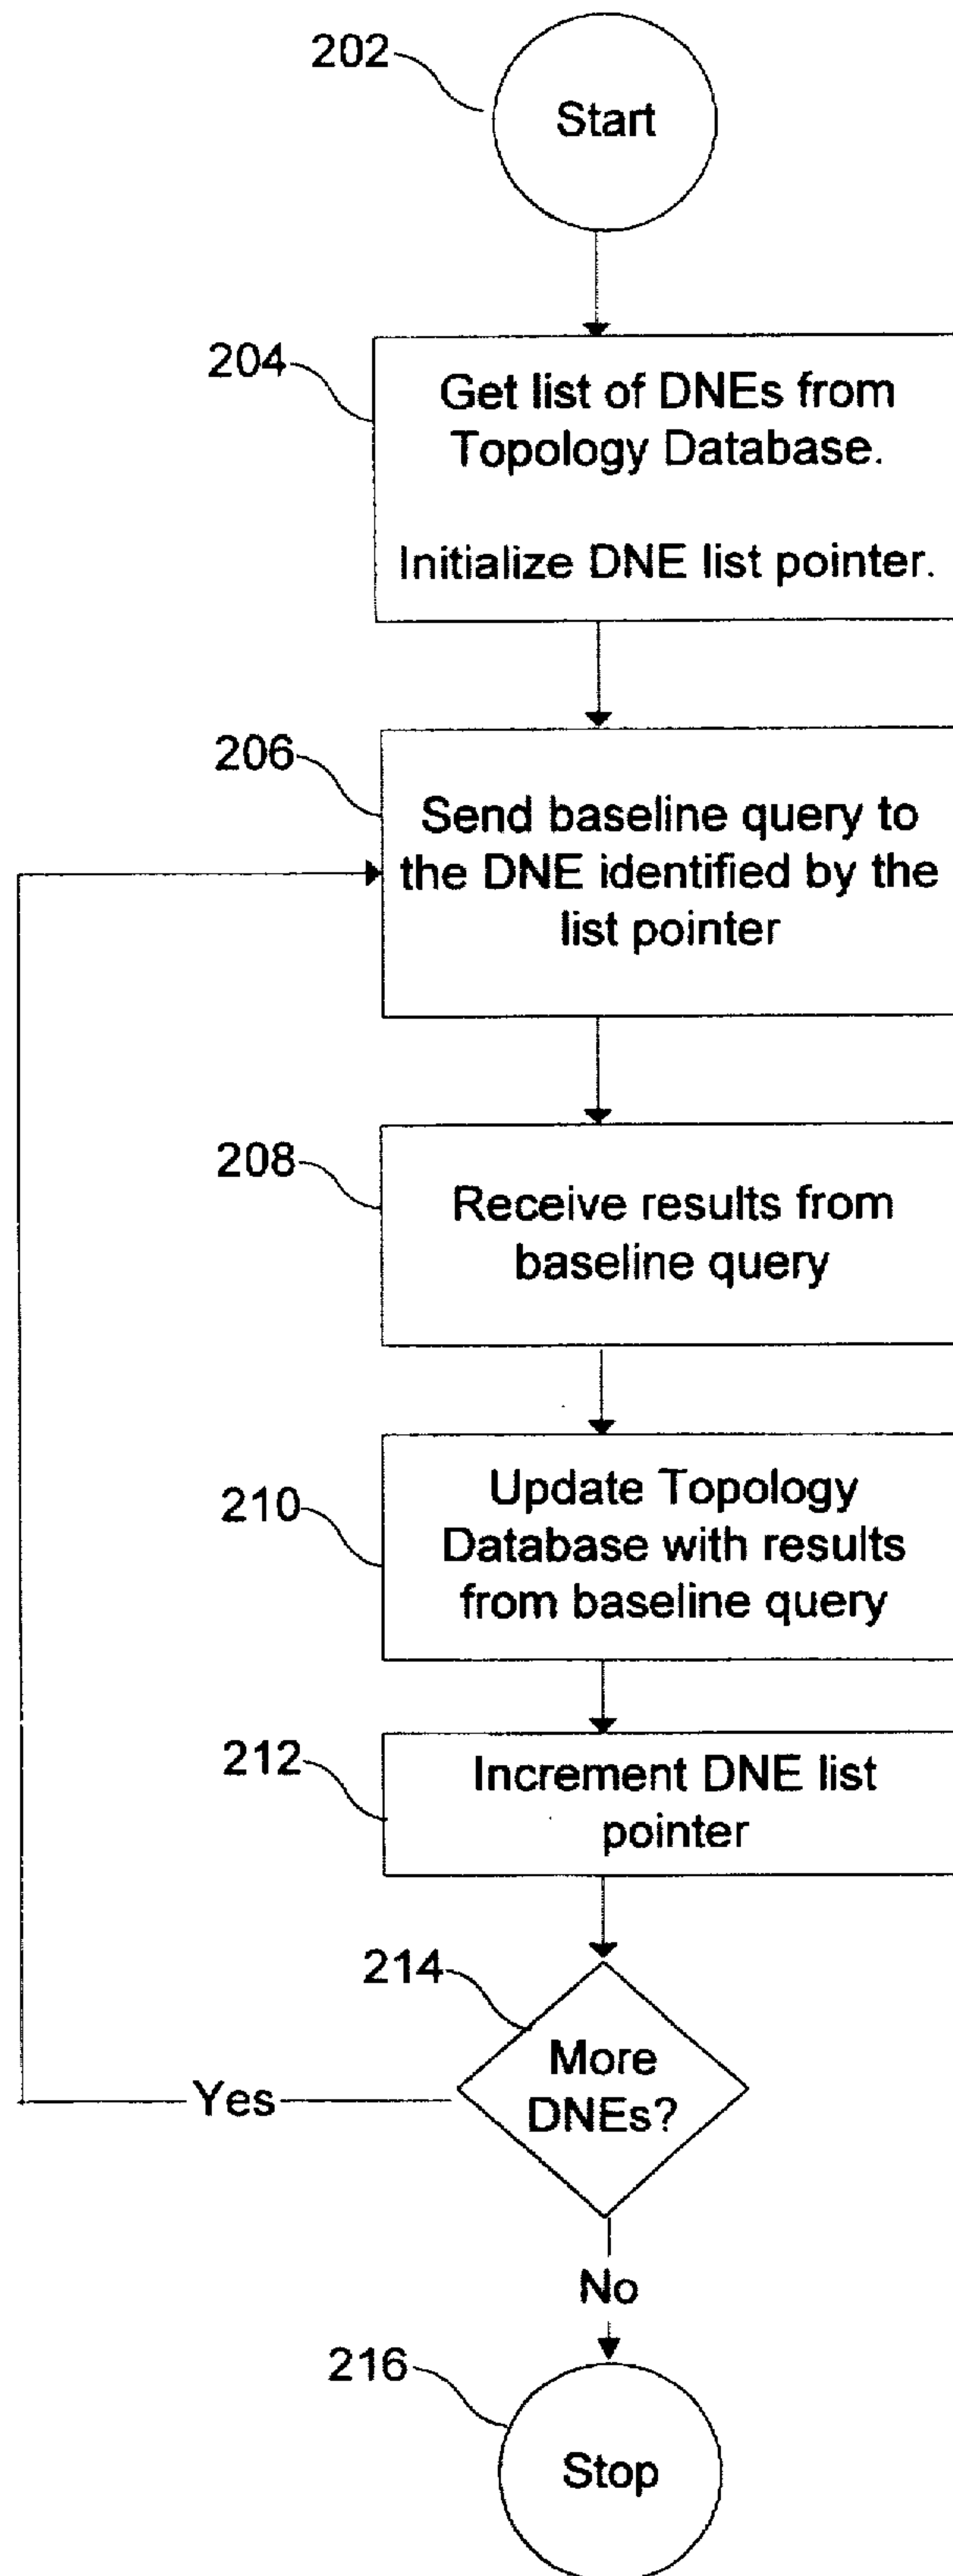 202
Start
204
Get list of DNEs from
Topology Database.
Initialize DNE list pointer.
206
Send baseline query to
the DNE identified by the
list pointer
208
Receive results from
baseline query
210
Update Topology
Database with results
from baseline query
212
Increment DNE list
pointer
214
More
DNEs?
Yes
No
216
Stop